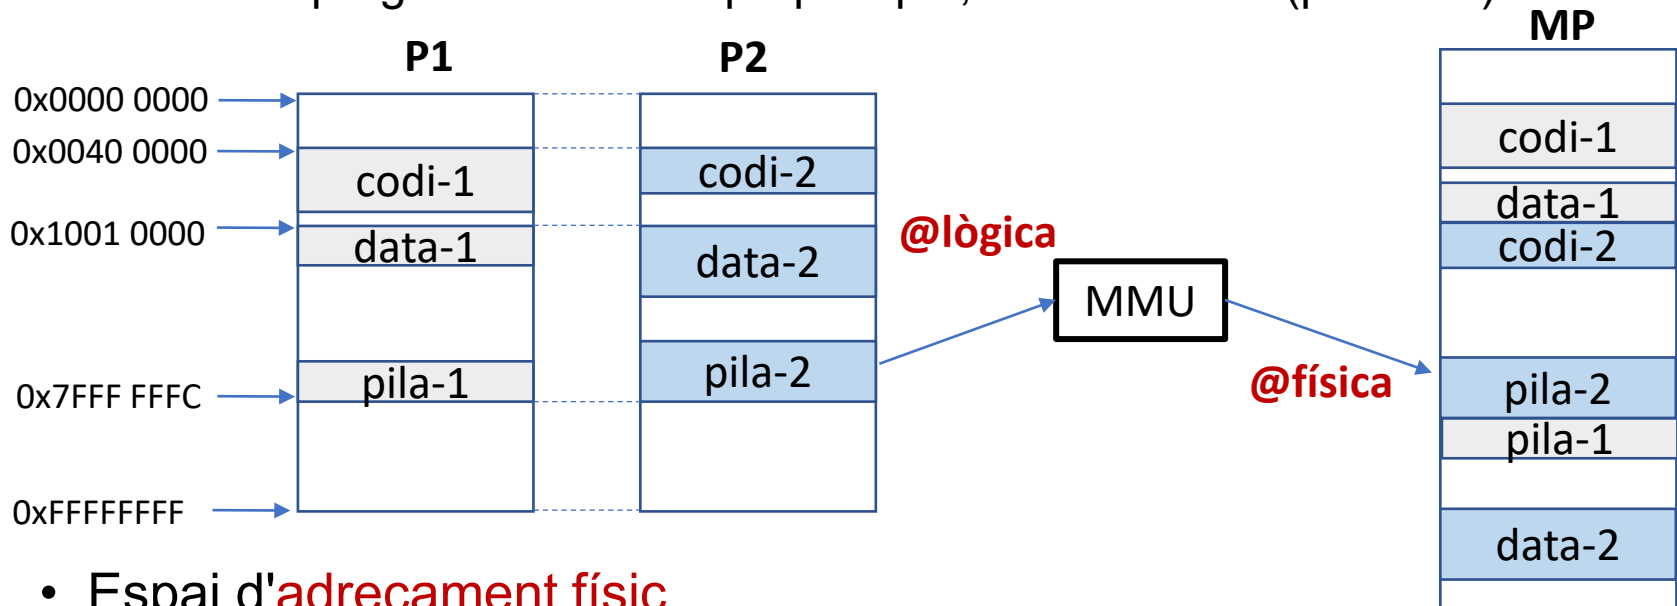 P1
P2
MP
0x0000 0000
0x0040 0000
0x1001 0000
0x7FFF FFFC
0xFFFFFFFF
codi-1
data-1
pila-1
codi-2
data-2
pila-2
@lògica
MMU
@física
codi-1
data-1
codi-2
pila-2
pila-1
data-2
• Espai d'adreçament físic